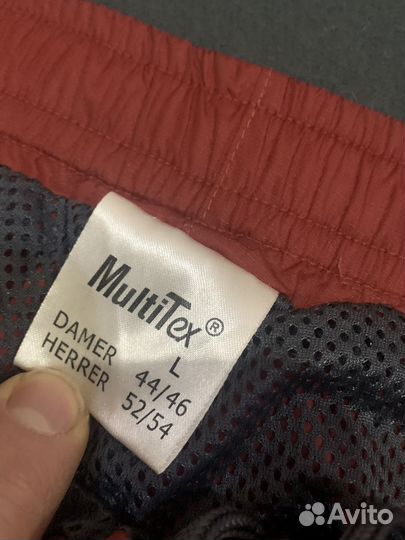 MultiTex®
L
DAMER 44/46
HERRER 52/54
Avito